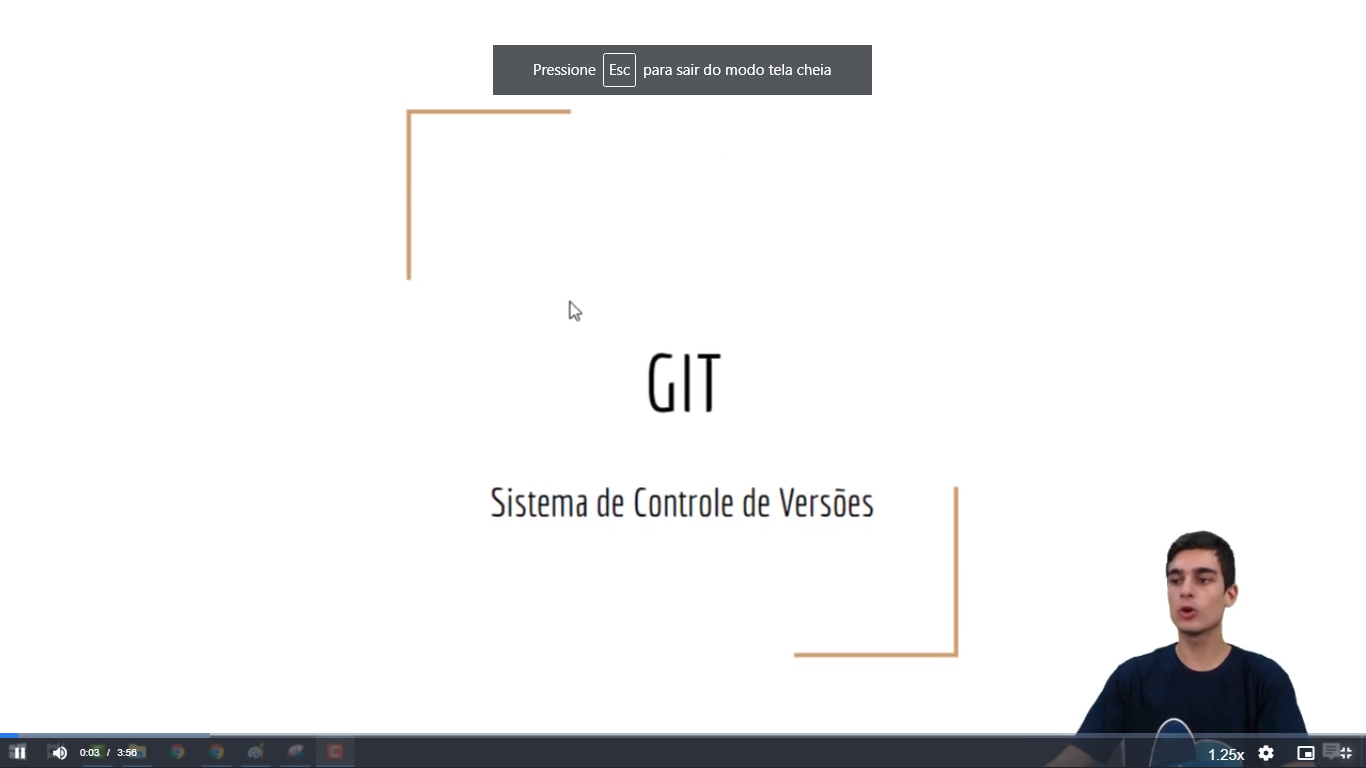 Pressione Esc para sair do modo tela cheia
GIT
Sistema de Controle de Versões
0:03 / 3:56
1.25x